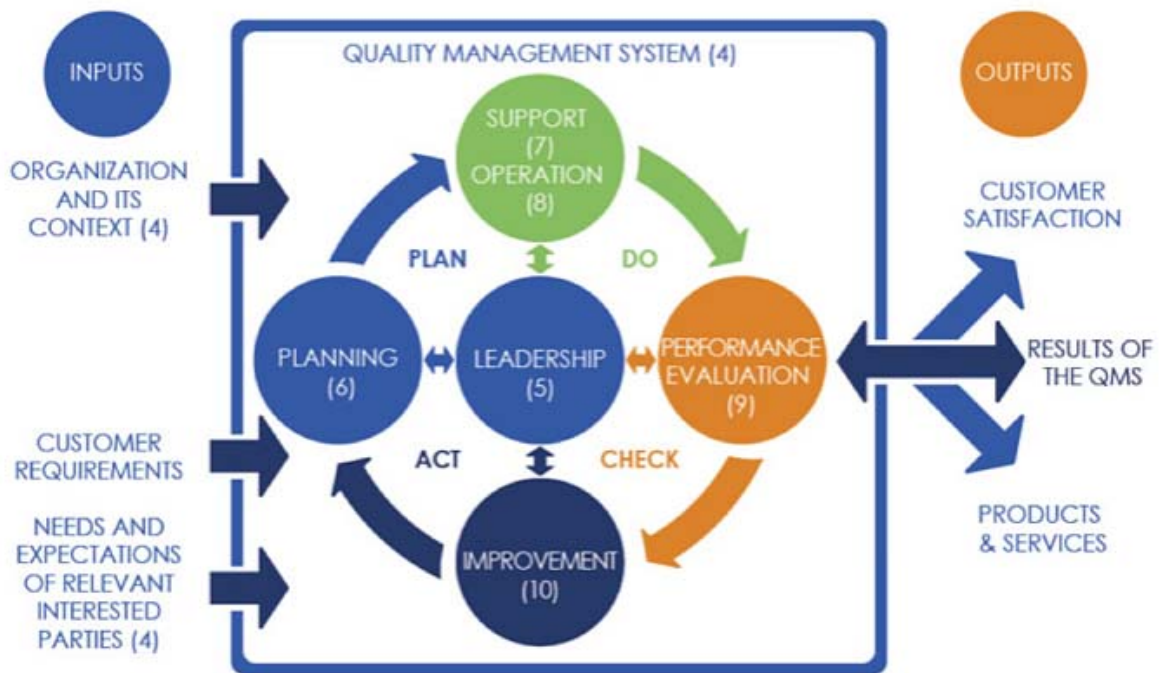 INPUTS
QUALITY MANAGEMENT SYSTEM (4)
OUTPUTS
ORGANIZATION
AND ITS
CONTEXT (4)
SUPPORT
(7)
OPERATION
(8)
CUSTOMER
SATISFACTION
PLAN
DO
PLANNING
(6)
LEADERSHIP
(5)
PERFORMANCE
EVALUATION
(9)
RESULTS OF
THE QMS
CUSTOMER
REQUIREMENTS
ACT
CHECK
NEEDS AND
EXPECTATIONS
OF RELEVANT
INTERESTED
PARTIES (4)
IMPROVEMENT
(10)
PRODUCTS
& SERVICES